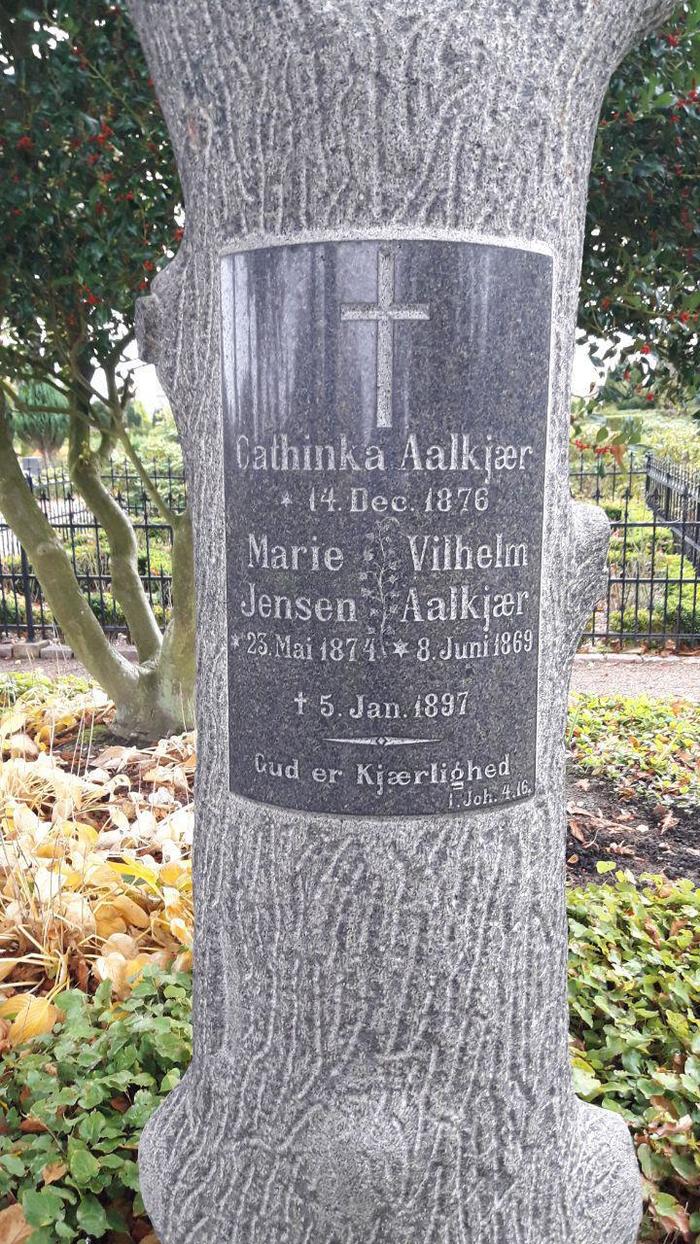 Cathinka Aalkjær
* 14. Dec. 1876
Marie Vilhelm
Jensen Aalkjær
* 23. Mai 1874 * 8. Juni 1869
† 5. Jan. 1897
Gud er Kjærlighed
1. Joh. 4.16.